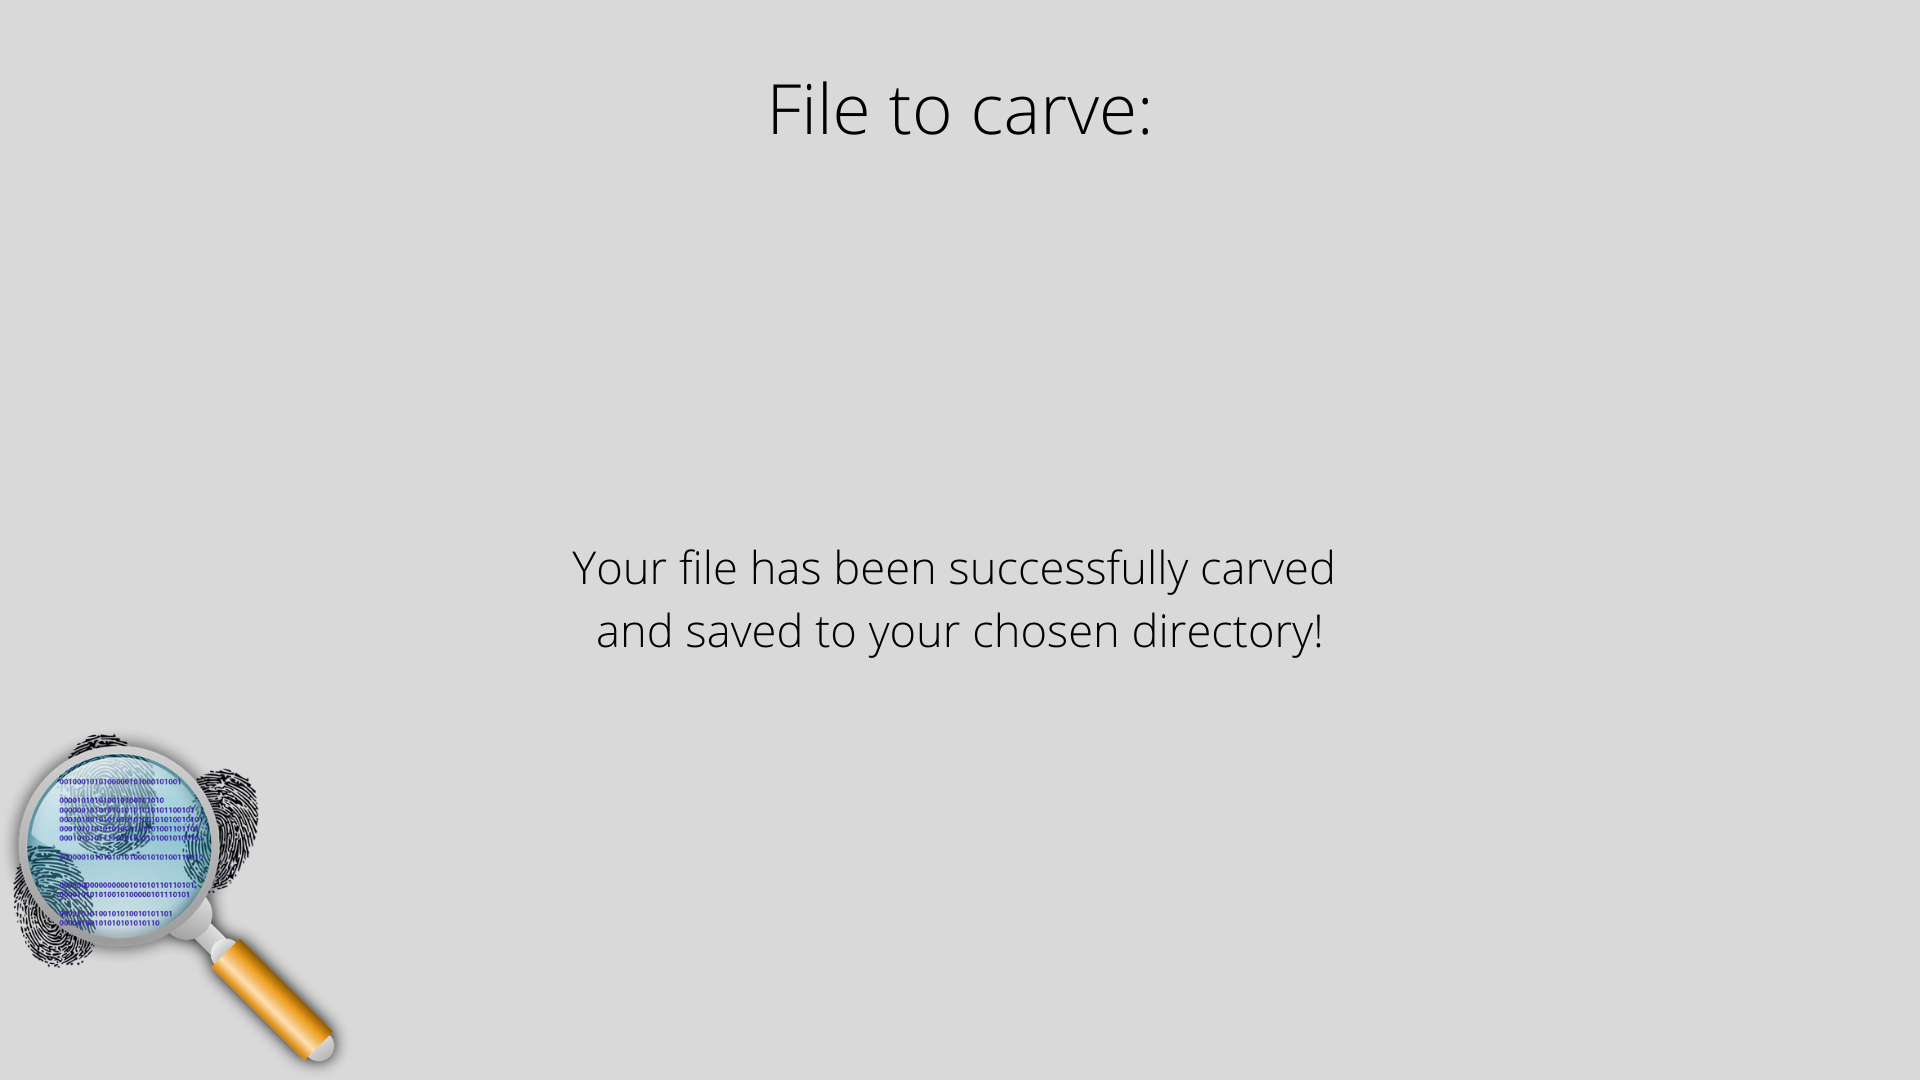 File to carve:
Your file has been successfully carved
and saved to your chosen directory!